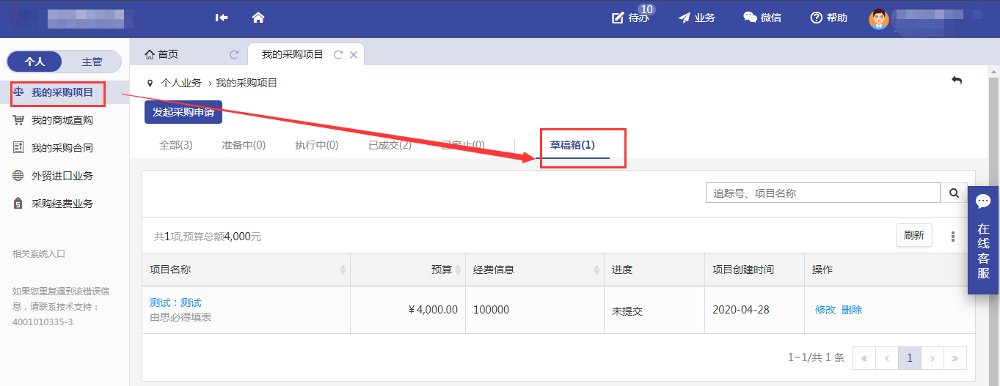 10
待办
业务
微信
帮助
个人
主管
首页
我的采购项目
我的采购项目
我的商城直购
我的采购合同
外贸进口业务
采购经费业务
相关系统入口
如果您重复遇到该错误信
息，请联系技术支持：
4001010335-3
个人业务 › 我的采购项目
发起采购申请
全部(3)
准备中(0)
执行中(0)
已成交(2)
已废止(0)
草稿箱(1)
追踪号、项目名称
共1项,预算总额4,000元
刷新
项目名称
预算
经费信息
进度
项目创建时间
操作
测试：测试
由思必得填表
￥4,000.00
100000
未提交
2020-04-28
修改 删除
1~1/共 1 条
«
‹
1
›
»
在
线
客
服